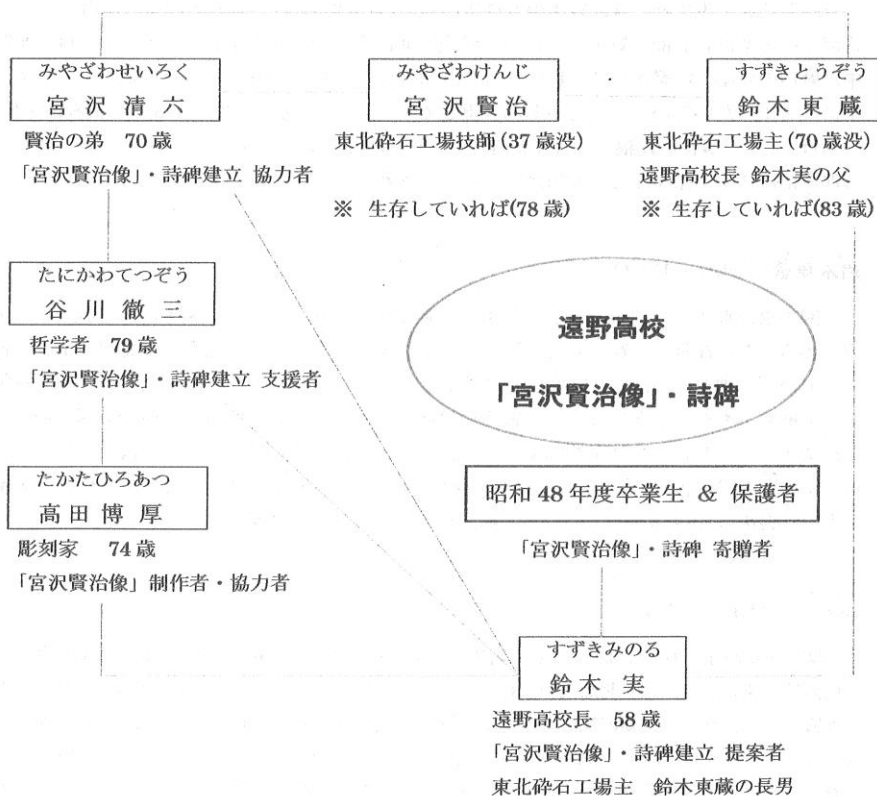 みやざわせいろく
宮沢清六
賢治の弟 70歳
「宮沢賢治像」・詩碑建立 協力者
みやざわけんじ
宮沢賢治
東北砕石工場技師(37歳没)
※ 生存していれば(78歳)
すずきとうぞう
鈴木東蔵
東北砕石工場主(70歳没)
遠野高校長 鈴木実の父
※ 生存していれば(83歳)
たにかわてつぞう
谷川徹三
哲学者 79歳
「宮沢賢治像」・詩碑建立 支援者
遠野高校
「宮沢賢治像」・詩碑
たかたひろあつ
高田博厚
彫刻家 74歳
「宮沢賢治像」制作者・協力者
昭和48年度卒業生 & 保護者
「宮沢賢治像」・詩碑 寄贈者
すずきみのる
鈴木 実
遠野高校長 58歳
「宮沢賢治像」・詩碑建立 提案者
東北砕石工場主 鈴木東蔵の長男